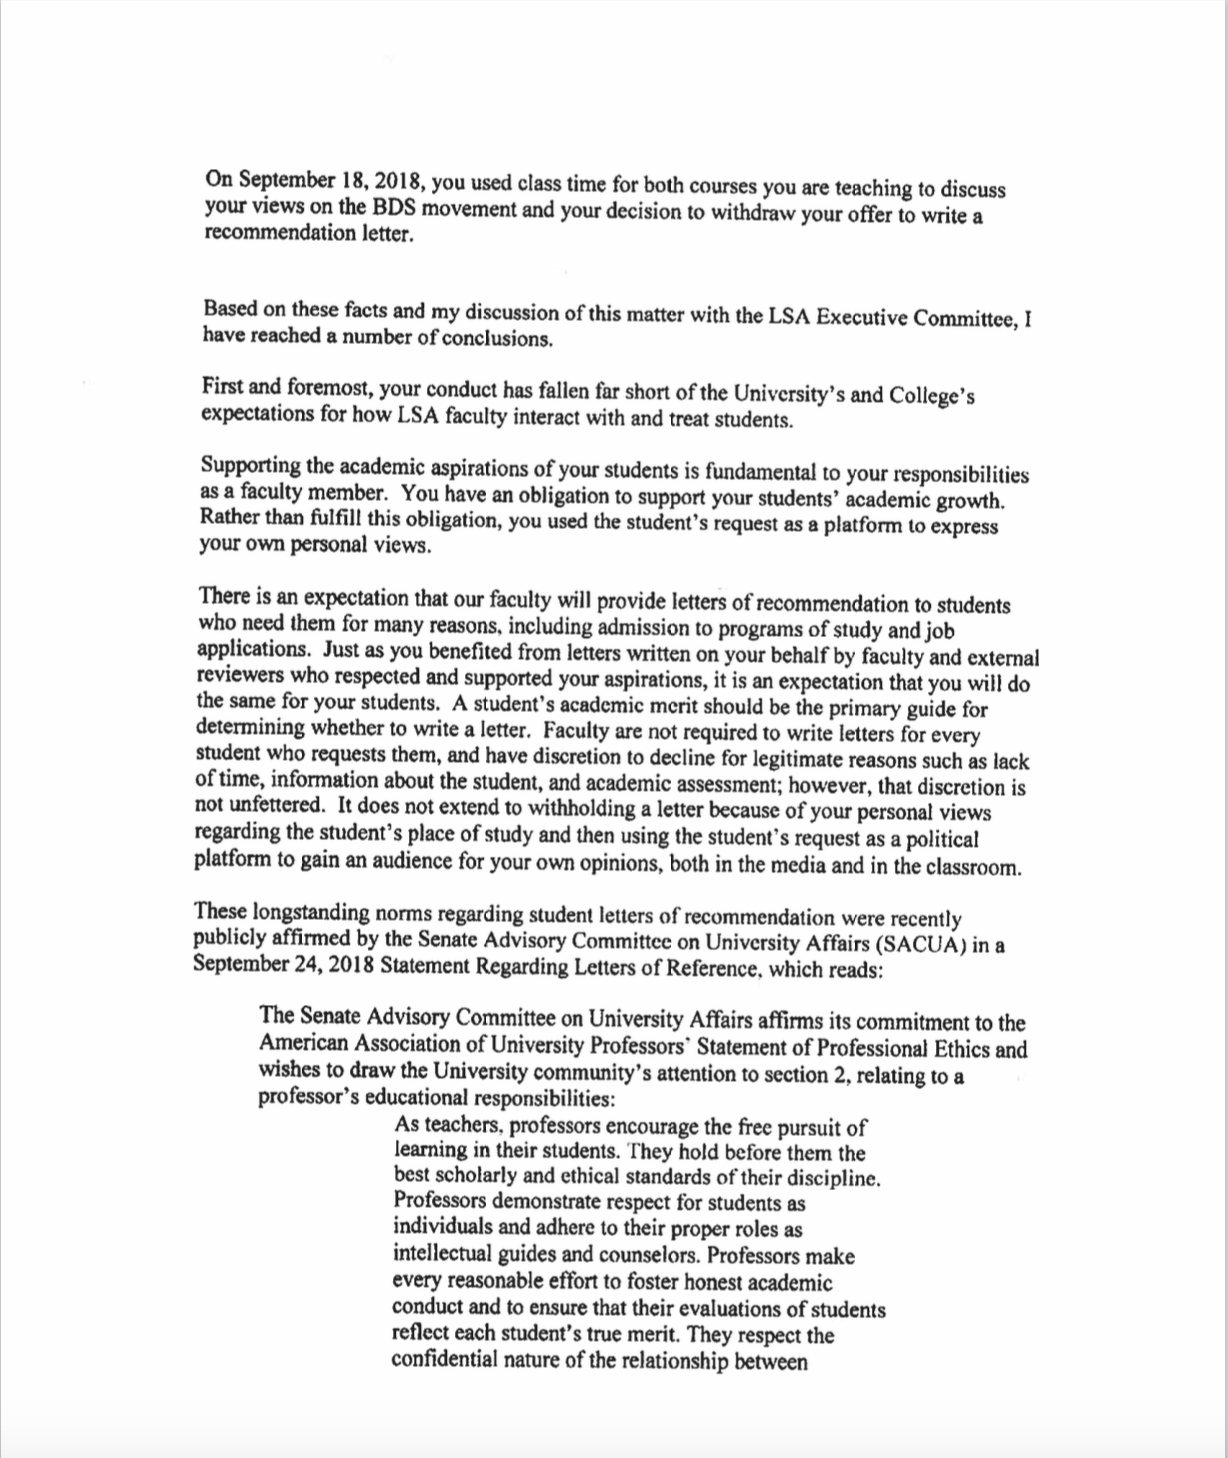 On September 18, 2018, you used class time for both courses you are teaching to discuss
your views on the BDS movement and your decision to withdraw your offer to write a
recommendation letter.
Based on these facts and my discussion of this matter with the LSA Executive Committee, I
have reached a number of conclusions.
First and foremost, your conduct has fallen far short of the University's and College's
expectations for how LSA faculty interact with and treat students.
Supporting the academic aspirations of your students is fundamental to your responsibilities
as a faculty member. You have an obligation to support your students' academic growth.
Rather than fulfill this obligation, you used the student's request as a platform to express
your own personal views.
There is an expectation that our faculty will provide letters of recommendation to students
who need them for many reasons, including admission to programs of study and job
applications. Just as you benefited from letters written on your behalf by faculty and external
reviewers who respected and supported your aspirations, it is an expectation that you will do
the same for your students. A student's academic merit should be the primary guide for
determining whether to write a letter. Faculty are not required to write letters for every
student who requests them, and have discretion to decline for legitimate reasons such as lack
of time, information about the student, and academic assessment; however, that discretion is
not unfettered. It does not extend to withholding a letter because of your personal views
regarding the student's place of study and then using the student's request as a political
platform to gain an audience for your own opinions, both in the media and in the classroom.
These longstanding norms regarding student letters of recommendation were recently
publicly affirmed by the Senate Advisory Committee on University Affairs (SACUA) in a
September 24, 2018 Statement Regarding Letters of Reference, which reads:
The Senate Advisory Committee on University Affairs affirms its commitment to the
American Association of University Professors' Statement of Professional Ethics and
wishes to draw the University community's attention to section 2, relating to a
professor's educational responsibilities:
As teachers, professors encourage the free pursuit of
learning in their students. They hold before them the
best scholarly and ethical standards of their discipline.
Professors demonstrate respect for students as
individuals and adhere to their proper roles as
intellectual guides and counselors. Professors make
every reasonable effort to foster honest academic
conduct and to ensure that their evaluations of students
reflect each student's true merit. They respect the
confidential nature of the relationship between